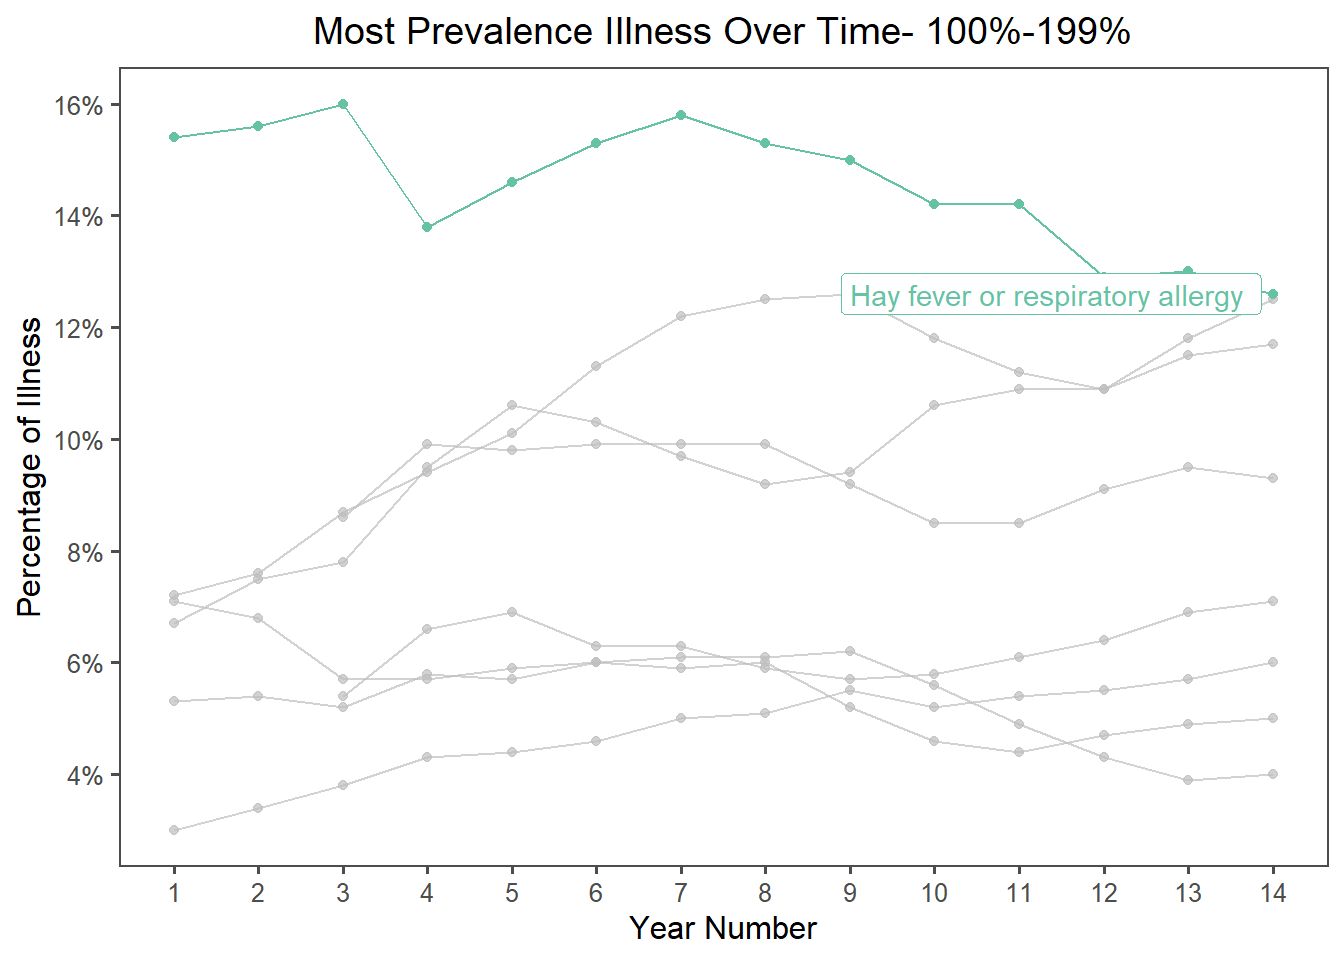 Most Prevalence Illness Over Time- 100%-199%
16%
14%
12%
10%
8%
6%
4%
Percentage of Illness
Hay fever or respiratory allergy
1 2 3 4 5 6 7 8 9 10 11 12 13 14
Year Number